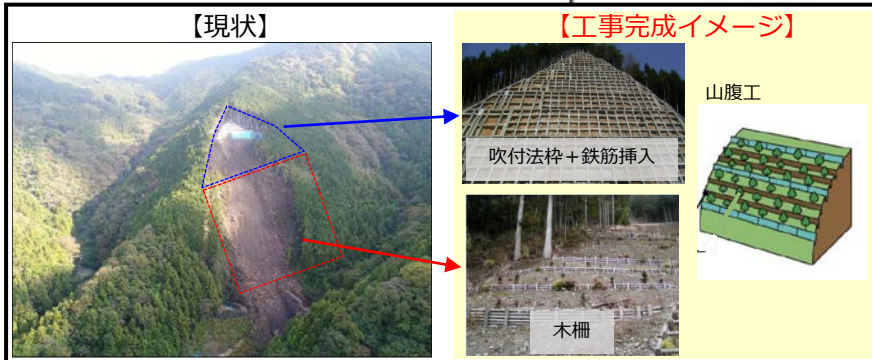 【現状】
【工事完成イメージ】
吹付法枠＋鉄筋挿入
山腹工
木柵